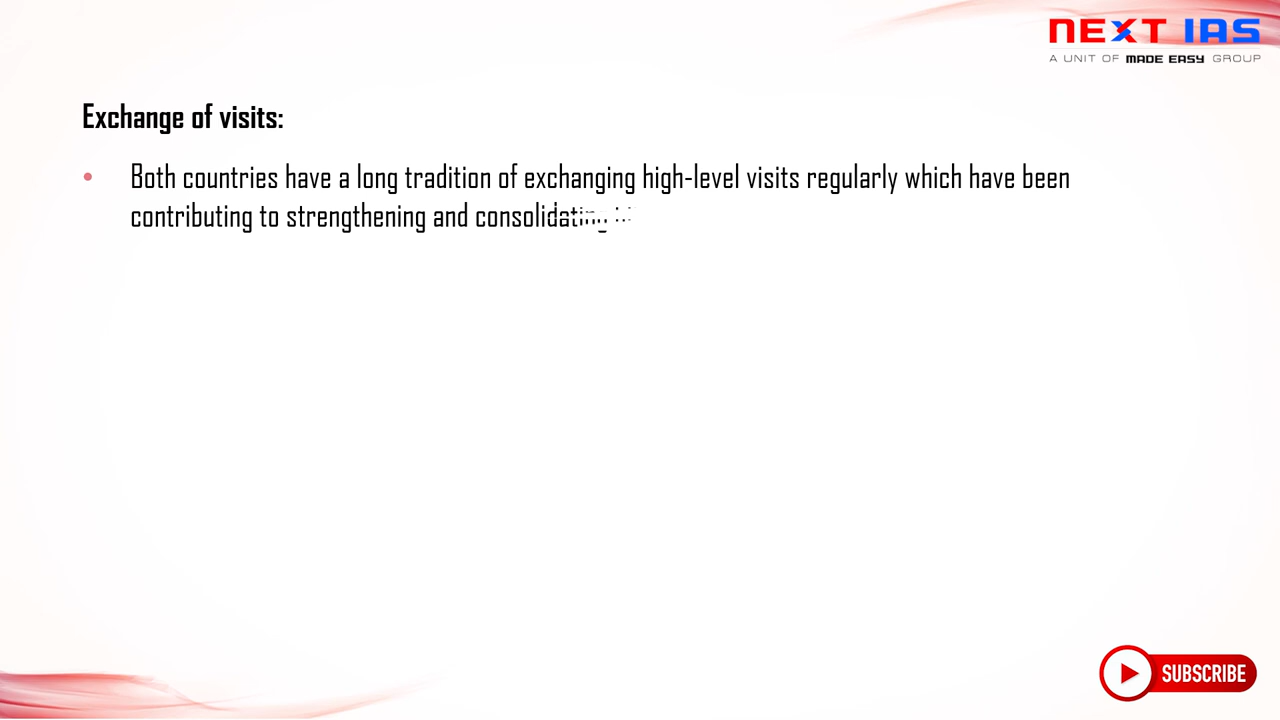 NEXT IAS
A UNIT OF MADE EASY GROUP
Exchange of visits:
• Both countries have a long tradition of exchanging high-level visits regularly which have been
contributing to strengthening and consolidating
SUBSCRIBE